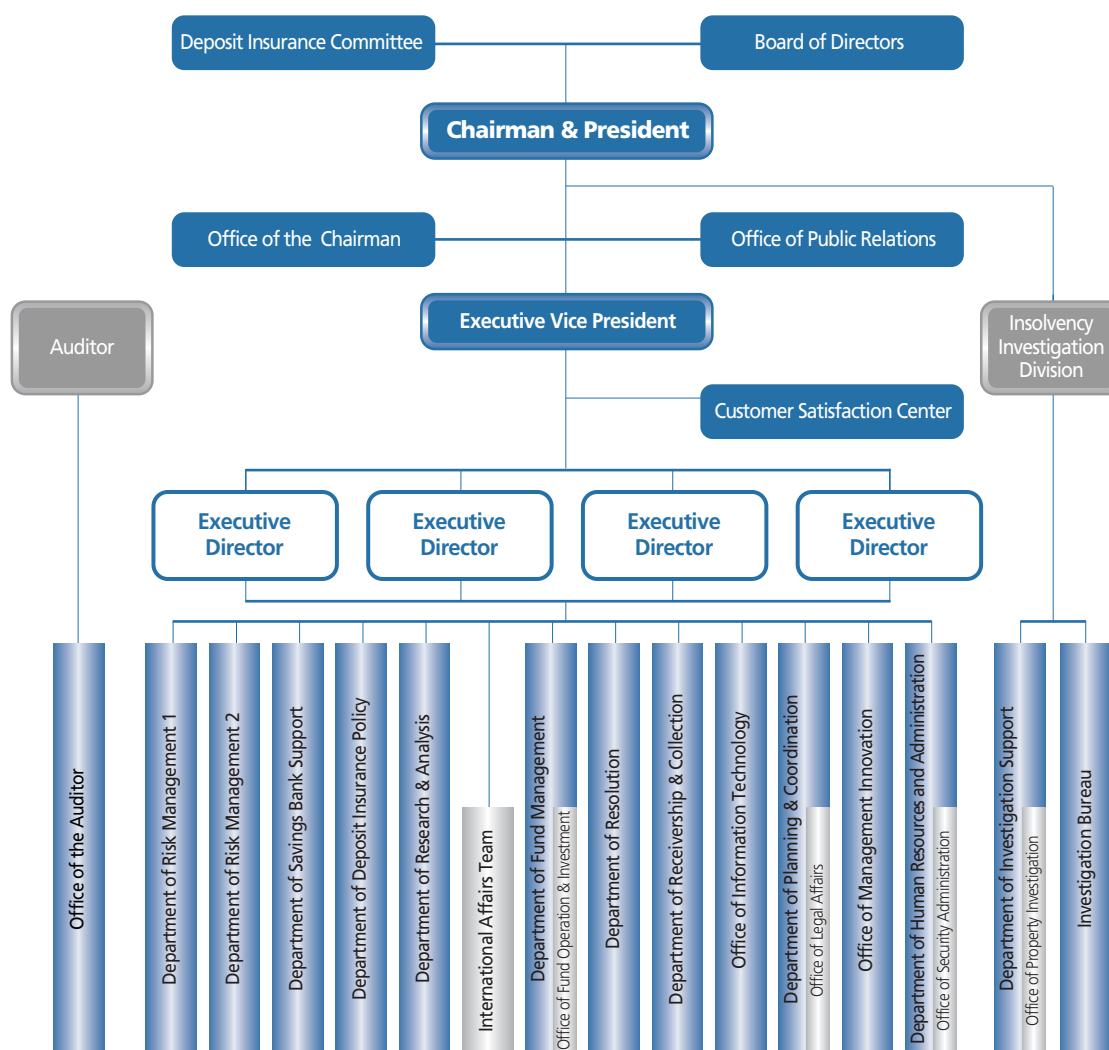 Deposit Insurance Committee
Board of Directors
Chairman & President
Office of the Chairman
Office of Public Relations
Auditor
Executive Vice President
Insolvency
Investigation
Division
Customer Satisfaction Center
Executive
Director
Executive
Director
Executive
Director
Executive
Director
Office of the Auditor
Department of Risk Management 1
Department of Risk Management 2
Department of Savings Bank Support
Department of Deposit Insurance Policy
Department of Research & Analysis
International Affairs Team
Department of Fund Management
Office of Fund Operation & Investment
Department of Resolution
Department of Receivership & Collection
Office of Information Technology
Department of Planning & Coordination
Office of Legal Affairs
Office of Management Innovation
Department of Human Resources and Administration
Office of Security Administration
Department of Investigation Support
Office of Property Investigation
Investigation Bureau